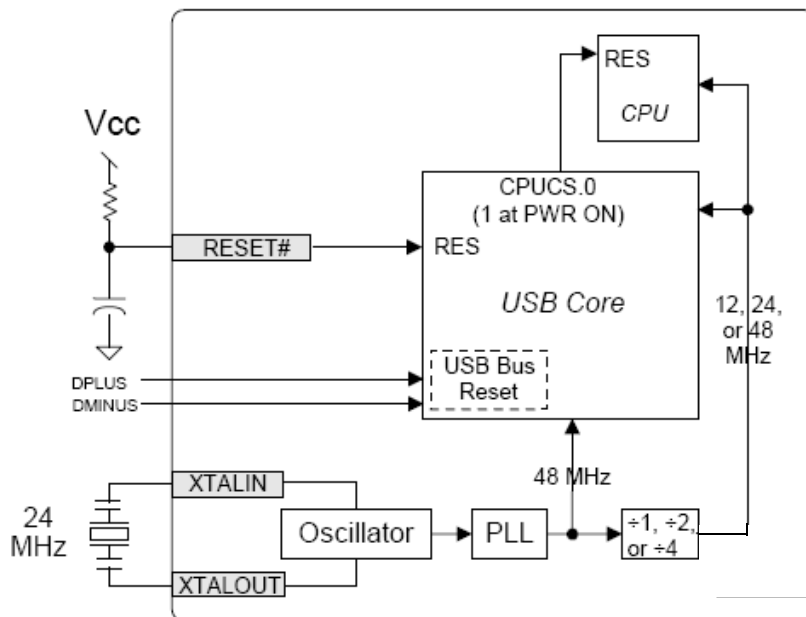 RES
CPU
Vcc
CPUCS.0
(1 at PWR ON)
RESET#
RES
USB Core
12, 24,
or 48
MHz
USB Bus
Reset
DPLUS
DMINUS
XTALIN
48 MHz
24
MHz
Oscillator
PLL
÷1, ÷2,
or ÷4
XTALOUT